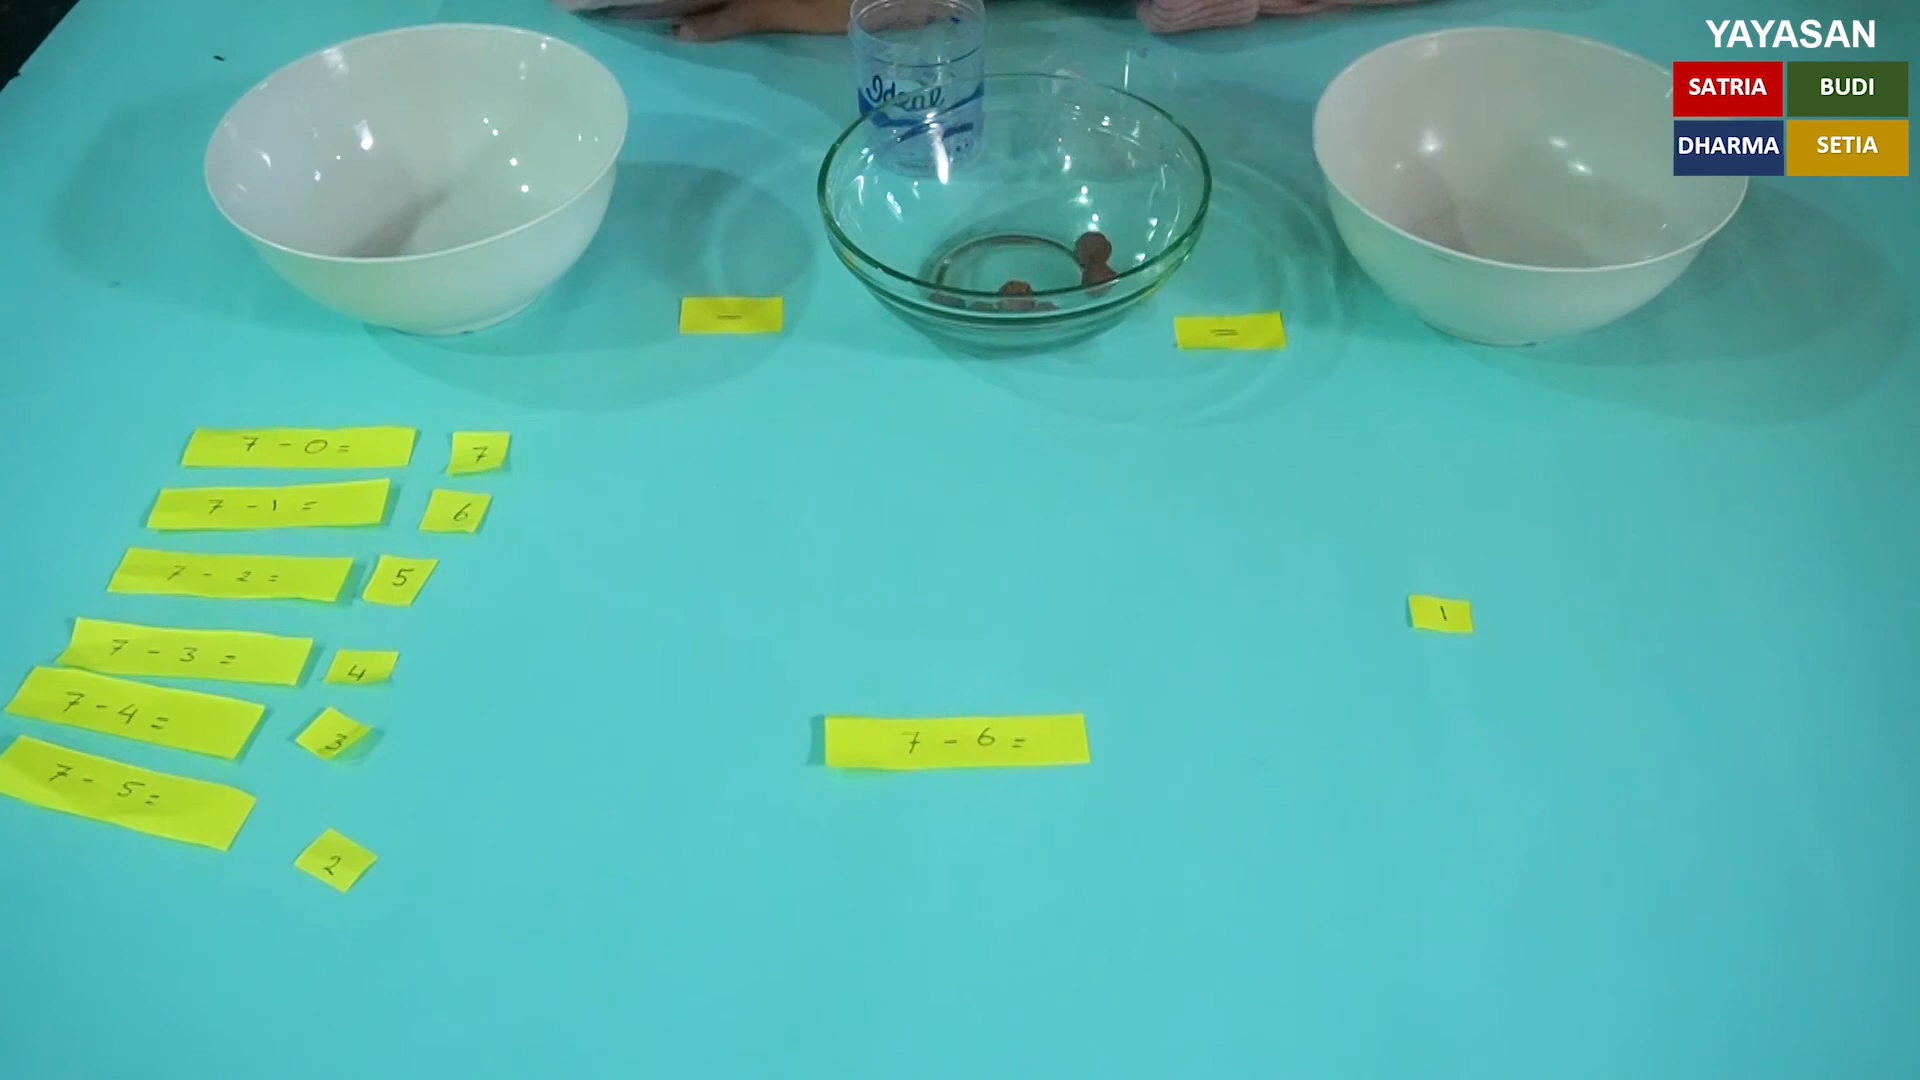 YAYASAN
SATRIA BUDI
DHARMA SETIA
Ideal
- =
7 - 0 = 7
7 - 1 = 6
7 - 2 = 5
7 - 3 = 4
7 - 4 = 3
7 - 5 = 2
7 - 6 =
1